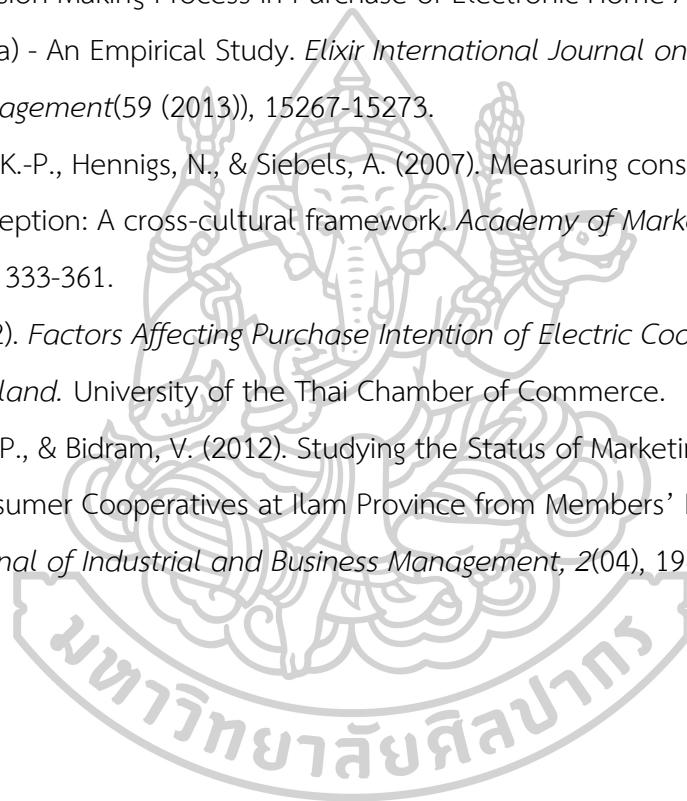 sion Making Process in Purchase of Electronic Home A
a) - An Empirical Study. Elixir International Journal on
agement(59 (2013)), 15267-15273.
K.-P., Hennigs, N., & Siebels, A. (2007). Measuring cons
eption: A cross-cultural framework. Academy of Mark
333-361.
2). Factors Affecting Purchase Intention of Electric Coo
land. University of the Thai Chamber of Commerce.
P., & Bidram, V. (2012). Studying the Status of Marketin
sumer Cooperatives at Ilam Province from Members’
nal of Industrial and Business Management, 2(04), 19
มหาวิทยาลัยศิลปากร